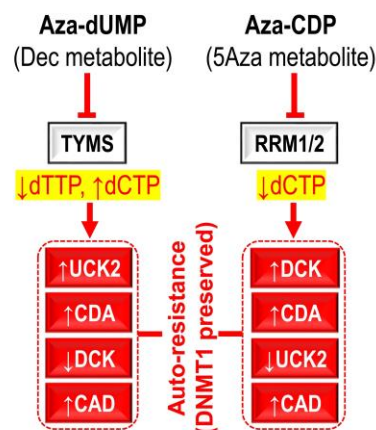 Aza-dUMP
(Dec metabolite)
TYMS
↓dTTP, ↑dCTP
↑UCK2
↑CDA
↓DCK
↑CAD
Auto-resistance
(DNMT1 preserved)
Aza-CDP
(5Aza metabolite)
RRM1/2
↓dCTP
↑DCK
↑CDA
↓UCK2
↑CAD